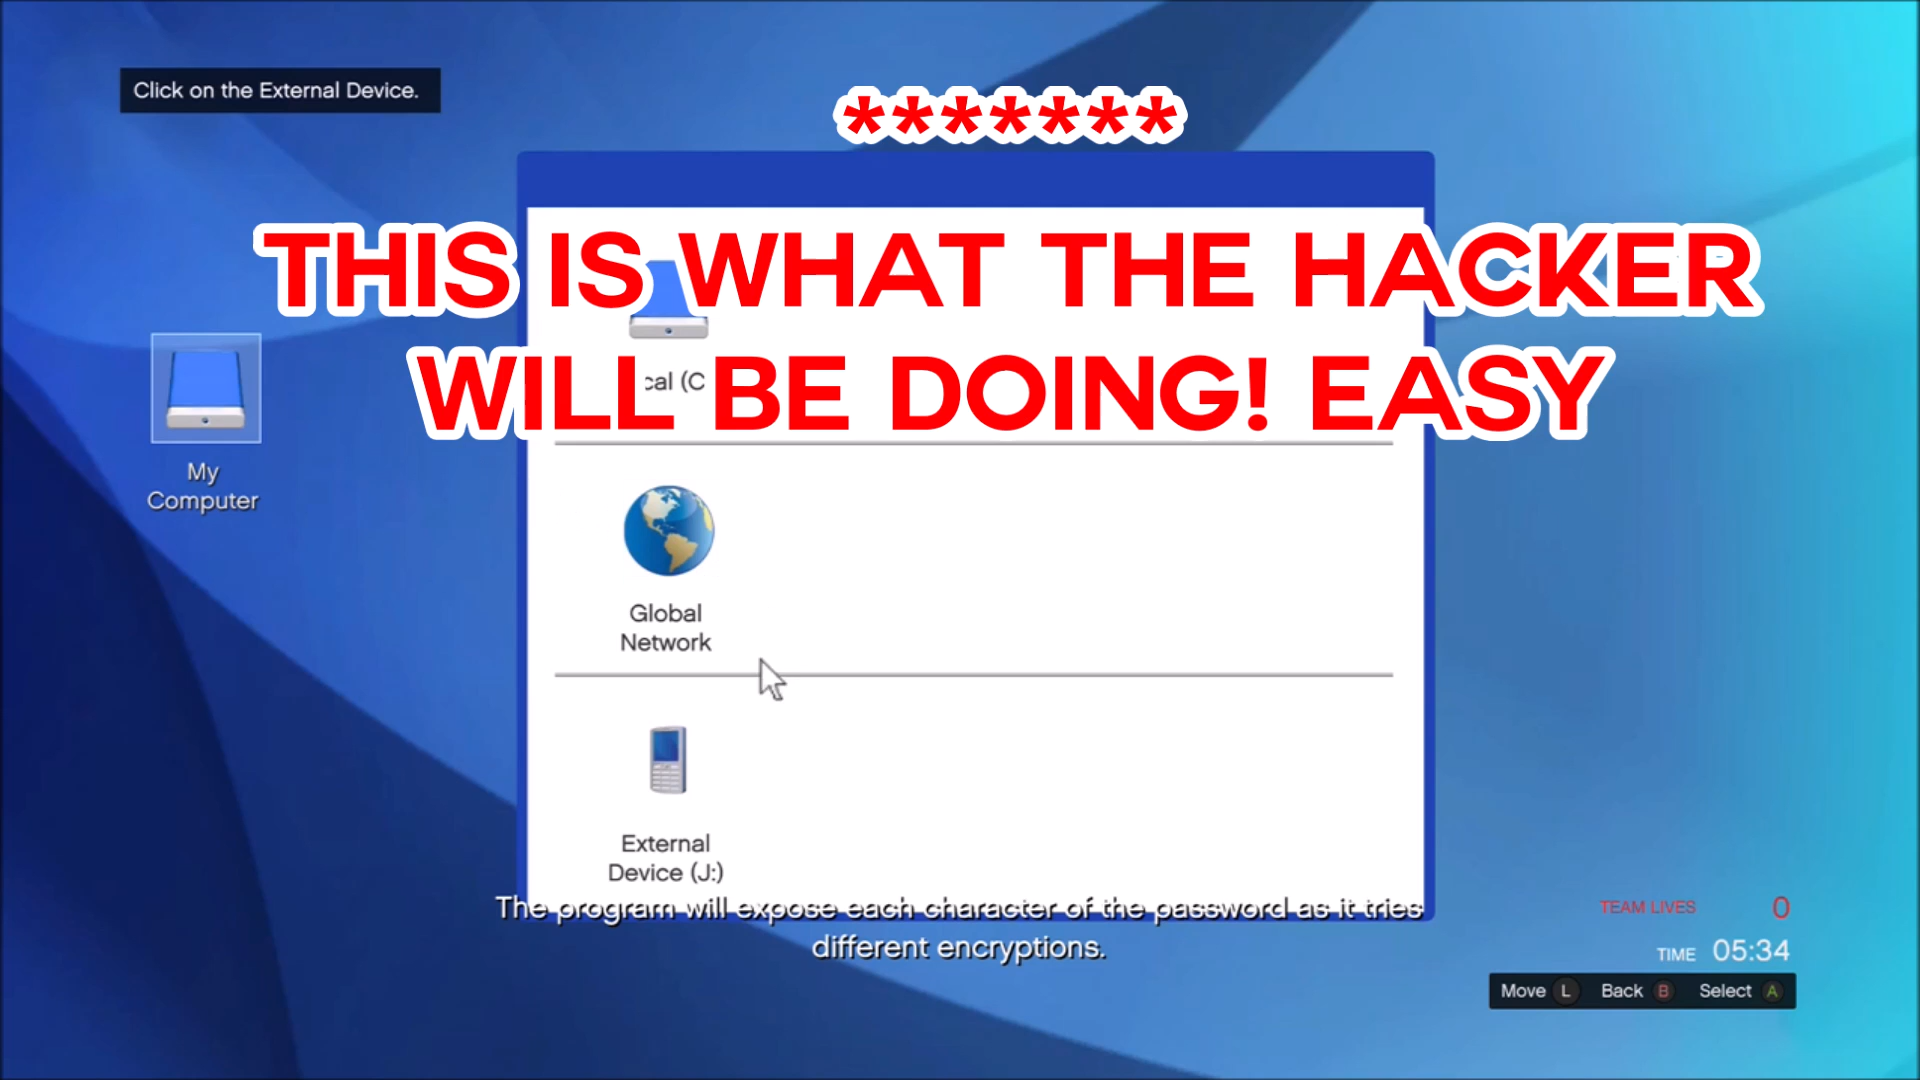 Click on the External Device.
*******
THIS IS WHAT THE HACKER
WILL BE DOING! EASY
cal (C
My
Computer
Global
Network
External
Device (J:)
The program will expose each character of the password as it tries
different encryptions.
TEAM LIVES 0
TIME 05:34
Move L Back B Select A